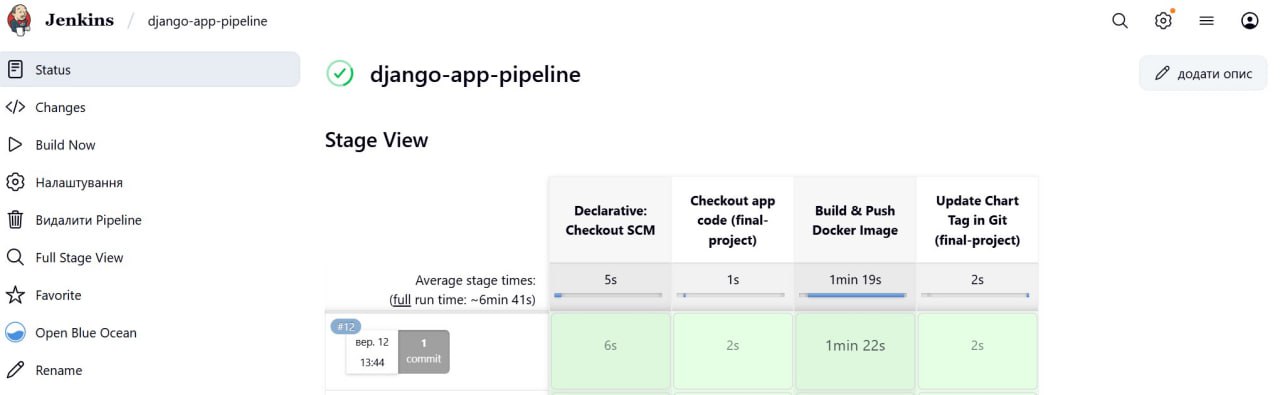 Jenkins / django-app-pipeline
Status
Changes
Build Now
Налаштування
Видалити Pipeline
Full Stage View
Favorite
Open Blue Ocean
Rename
django-app-pipeline
додати опис
Stage View
Declarative:
Checkout SCM
Checkout app
code (final-
project)
Build & Push
Docker Image
Update Chart
Tag in Git
(final-project)
Average stage times:
(full run time: ~6min 41s)
5s
1s
1min 19s
2s
#12
вер. 12
13:44
1
commit
6s
2s
1min 22s
2s